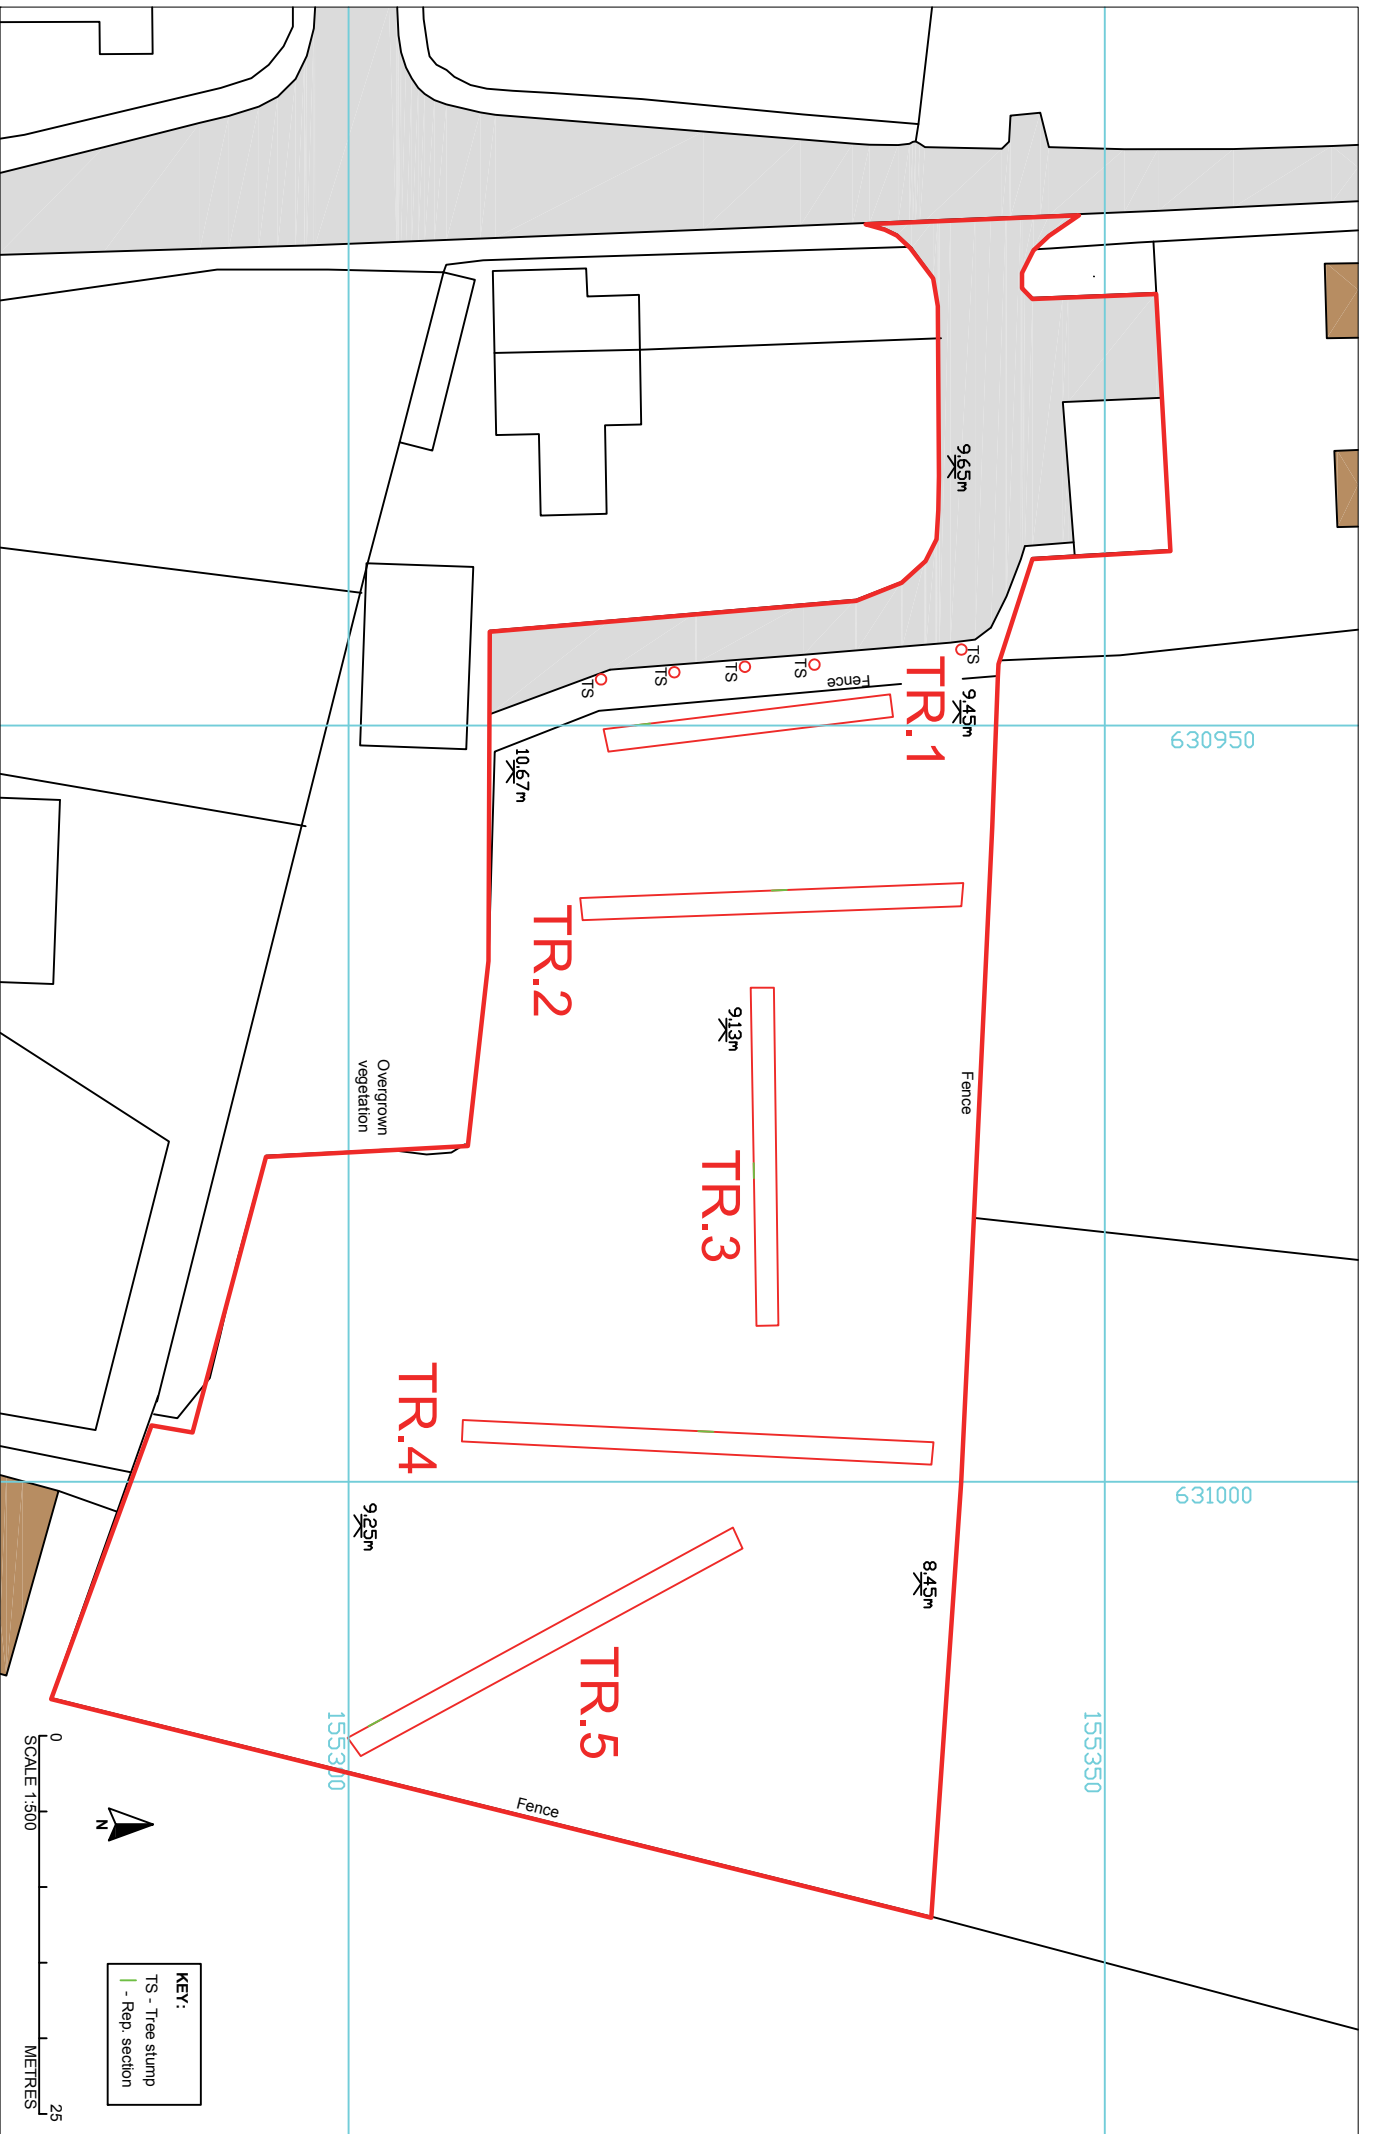 630950
631000
155350
155300
9.65m
TS
TS
TS
TS
TS
Fence
TR.1
9.45m
10.67m
TR.2
9.13m
Fence
TR.3
Overgrown
vegetation
TR.4
9.25m
8.45m
TR.5
Fence
0
25
SCALE 1:500
METRES
N
KEY:
TS - Tree stump
- Rep. section